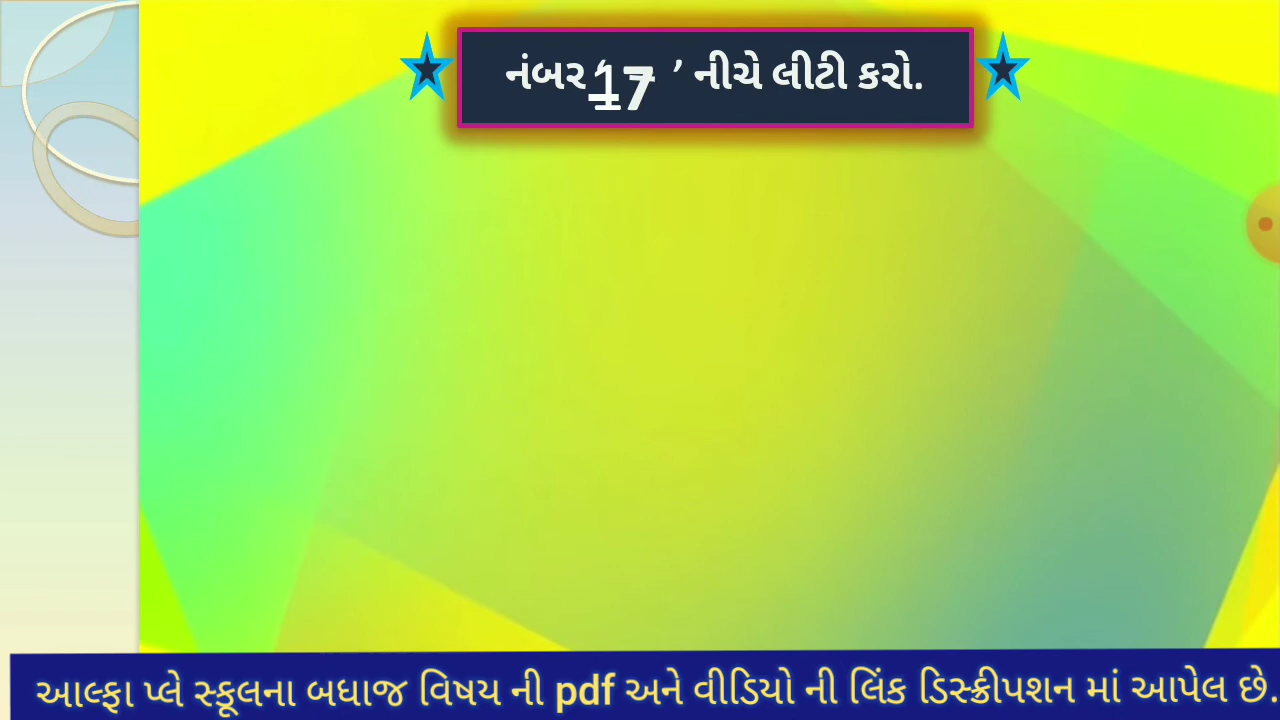 નંબર ‘ 17 ’ નીચે લીટી કરો.
આલ્ફા પ્લે સ્કૂલના બધાજ વિષય ની pdf અને વીડિયો ની લિંક ડિસ્ક્રીપશન માં આપેલ છે.